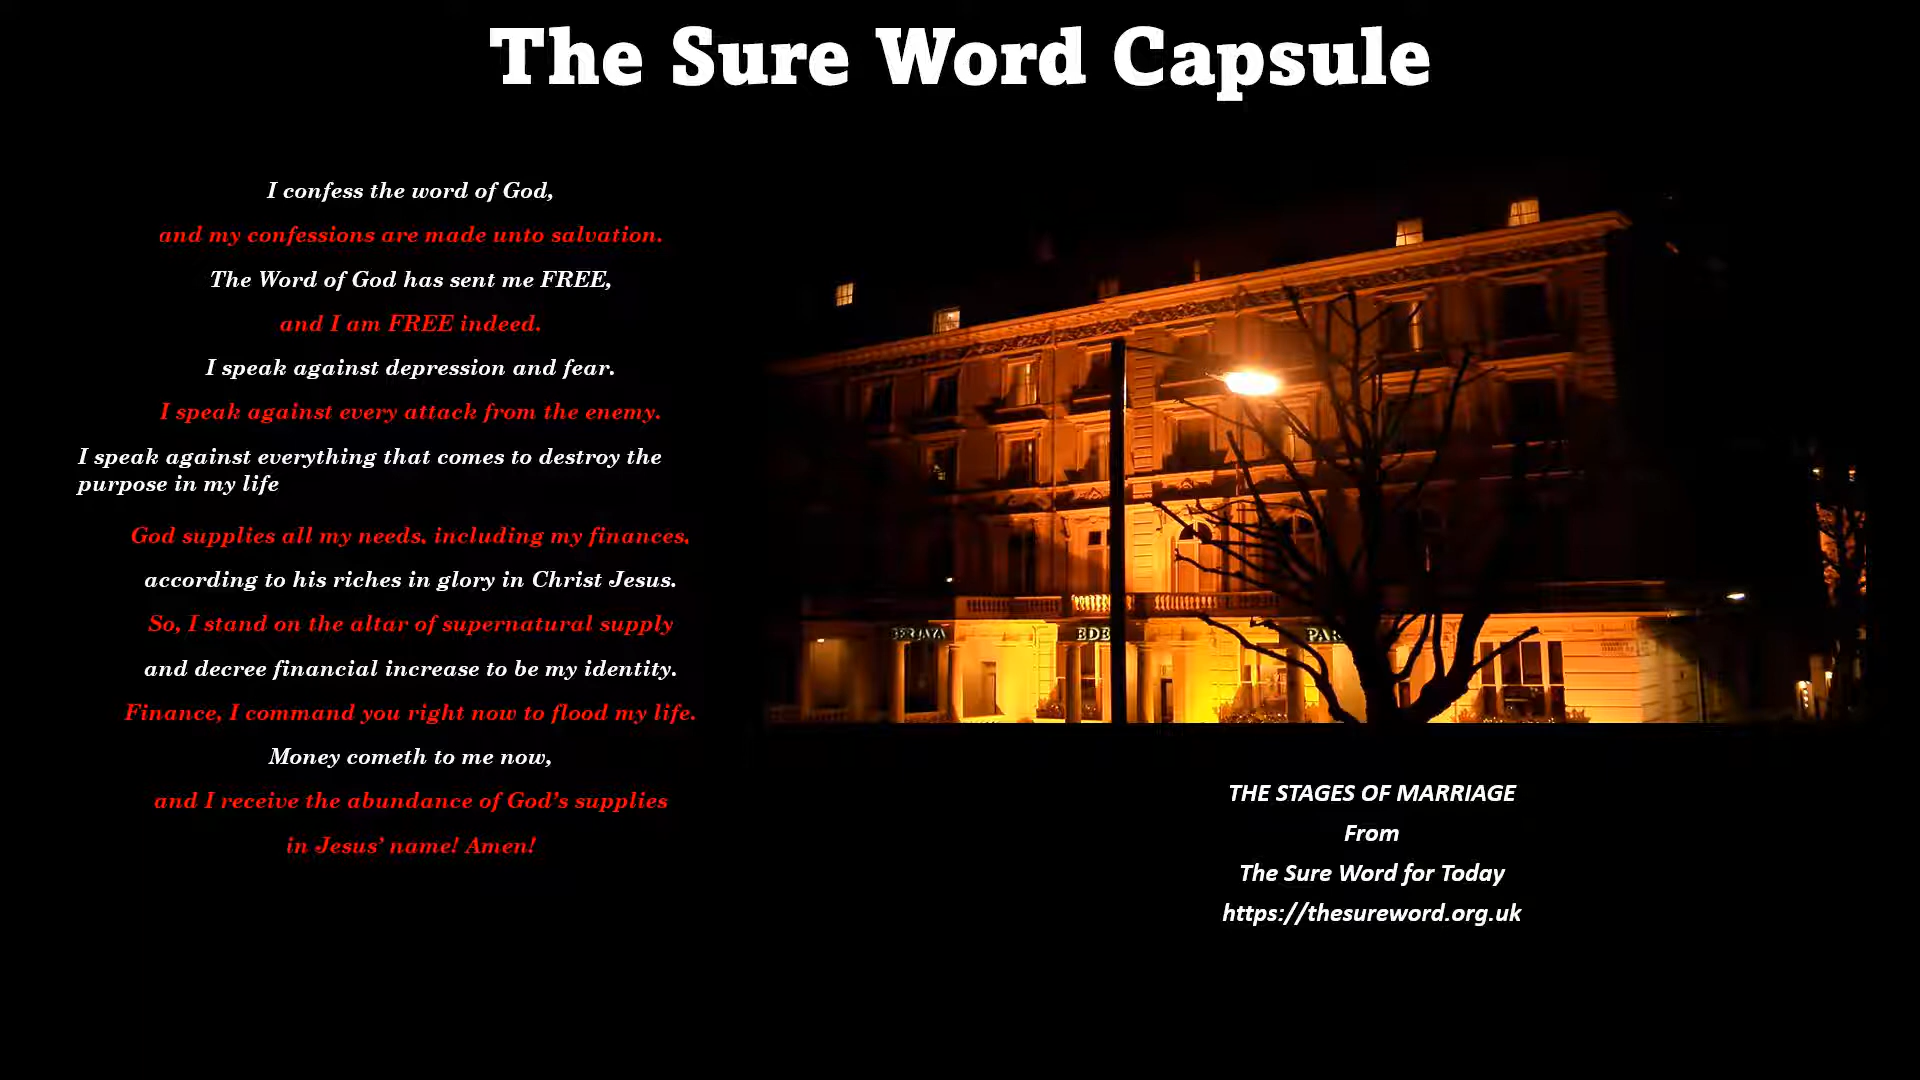 The Sure Word Capsule
I confess the word of God,
and my confessions are made unto salvation.
The Word of God has sent me FREE,
and I am FREE indeed.
I speak against depression and fear.
I speak against every attack from the enemy.
I speak against everything that comes to destroy the
purpose in my life
God supplies all my needs, including my finances,
according to his riches in glory in Christ Jesus.
So, I stand on the altar of supernatural supply
and decree financial increase to be my identity.
Finance, I command you right now to flood my life.
Money cometh to me now,
and I receive the abundance of God’s supplies
in Jesus’ name! Amen!
BERJAYA EDE PAR
THE STAGES OF MARRIAGE
From
The Sure Word for Today
https://thesureword.org.uk